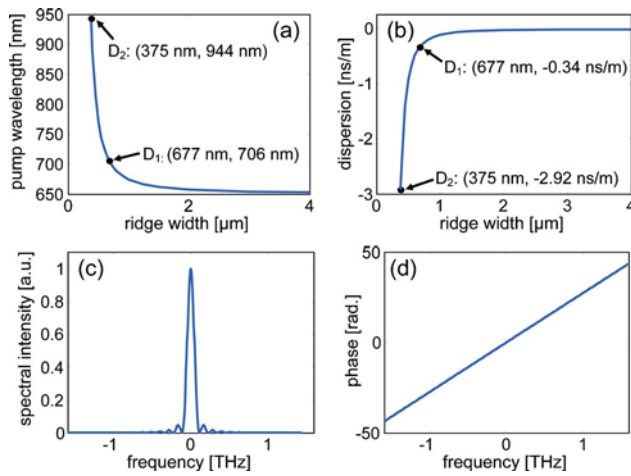 (a)
pump wavelength [nm]
950
900
850
800
750
700
650
D₂: (375 nm, 944 nm)
D₁: (677 nm, 706 nm)
0
2
4
ridge width [µm]
(b)
dispersion [ns/m]
0
-1
-2
-3
D₁: (677 nm, -0.34 ns/m)
D₂: (375 nm, -2.92 ns/m)
0
1
2
3
4
ridge width [µm]
(c)
spectral intensity [a.u.]
1
0.8
0.6
0.4
0.2
0
-1
0
1
frequency [THz]
(d)
phase [rad.]
50
0
-50
-1
0
1
frequency [THz]